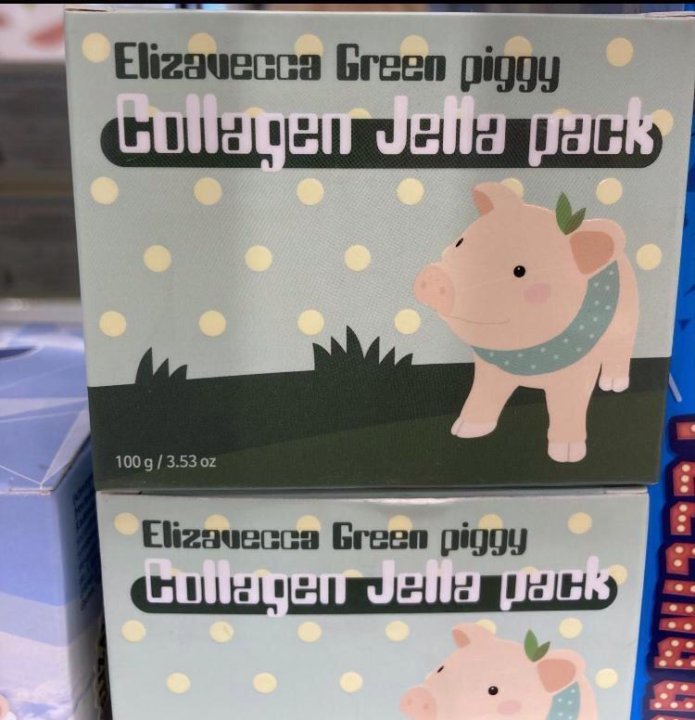 Elizavecca Green piggy
Collagen Jella pack
100 g / 3.53 oz
Elizavecca Green piggy
Collagen Jella pack